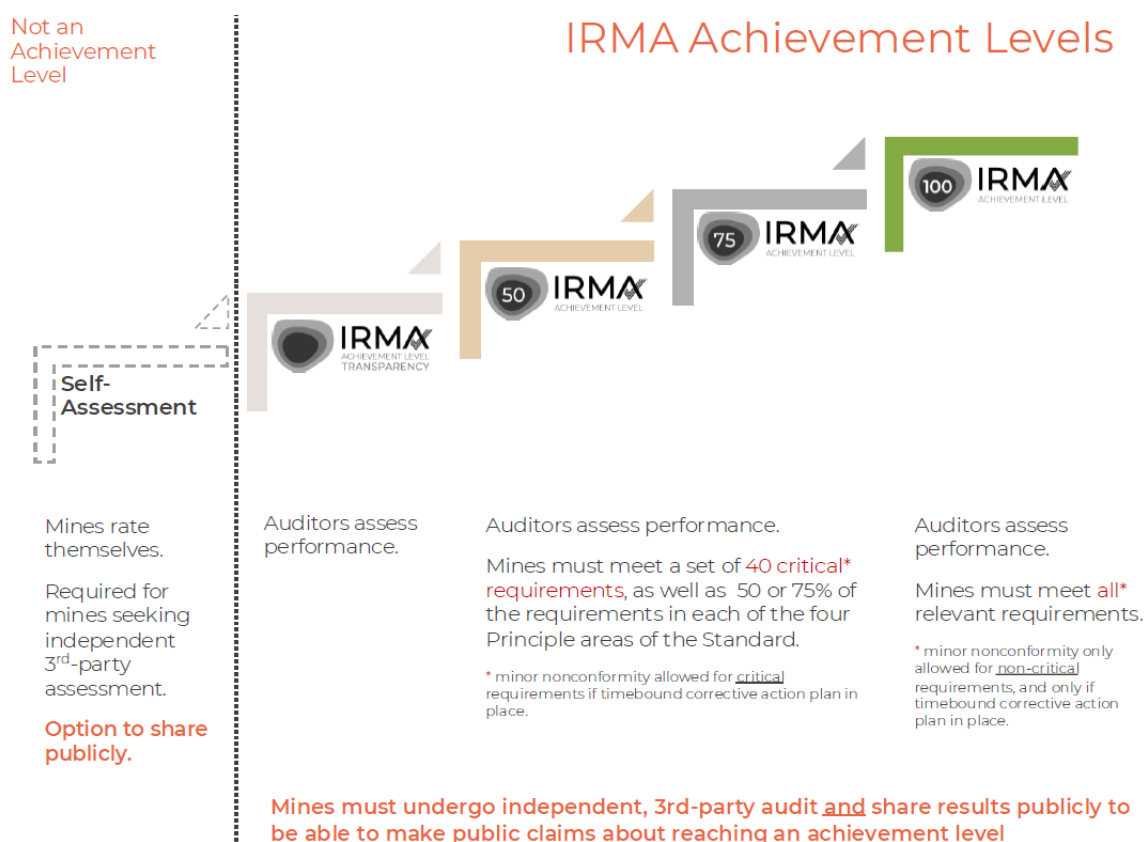 Not an
Achievement
Level
IRMA Achievement Levels
100
IRMA
ACHIEVEMENT LEVEL
75
IRMA
ACHIEVEMENT LEVEL
50
IRMA
ACHIEVEMENT LEVEL
IRMA
ACHIEVEMENT LEVEL
TRANSPARENCY
Self-
Assessment
Mines rate
themselves.
Required for
mines seeking
independent
3rd-party
assessment.
Option to share
publicly.
Auditors assess
performance.
Auditors assess performance.
Mines must meet a set of 40 critical*
requirements, as well as 50 or 75% of
the requirements in each of the four
Principle areas of the Standard.
* minor nonconformity allowed for critical
requirements if timebound corrective action plan in
place.
Auditors assess
performance.
Mines must meet all*
relevant requirements.
* minor nonconformity only
allowed for non-critical
requirements, and only if
timebound corrective action
plan in place.
Mines must undergo independent, 3rd-party audit and share results publicly to
be able to make public claims about reaching an achievement level